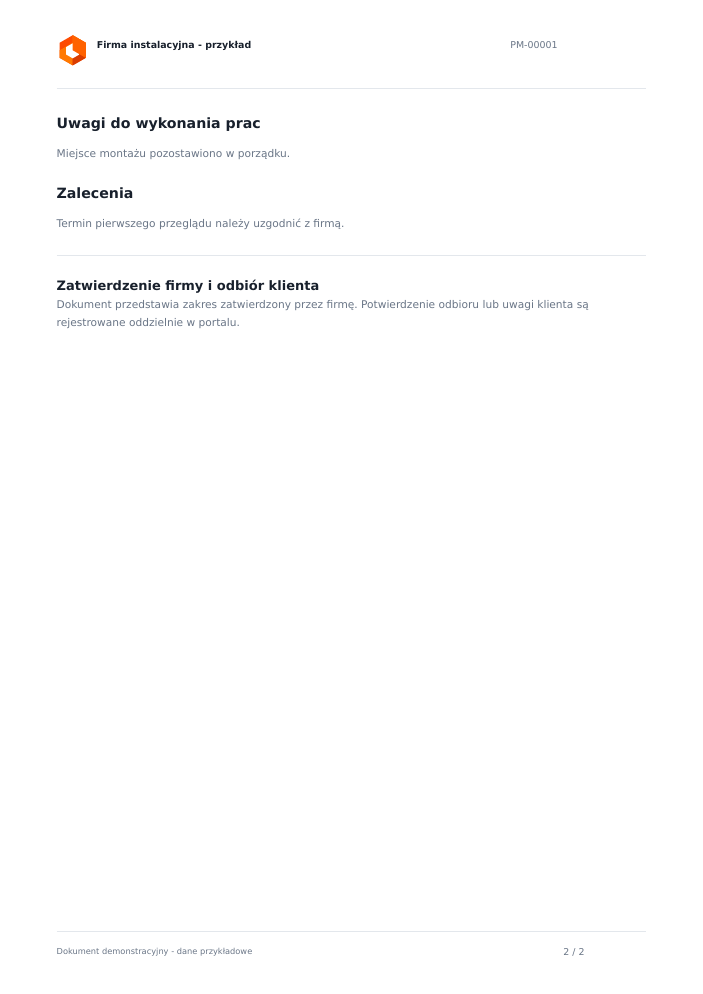 Firma instalacyjna - przykład
PM-00001
Uwagi do wykonania prac
Miejsce montażu pozostawiono w porządku.
Zalecenia
Termin pierwszego przeglądu należy uzgodnić z firmą.
Zatwierdzenie firmy i odbiór klienta
Dokument przedstawia zakres zatwierdzony przez firmę. Potwierdzenie odbioru lub uwagi klienta są
rejestrowane oddzielnie w portalu.
Dokument demonstracyjny - dane przykładowe
2 / 2